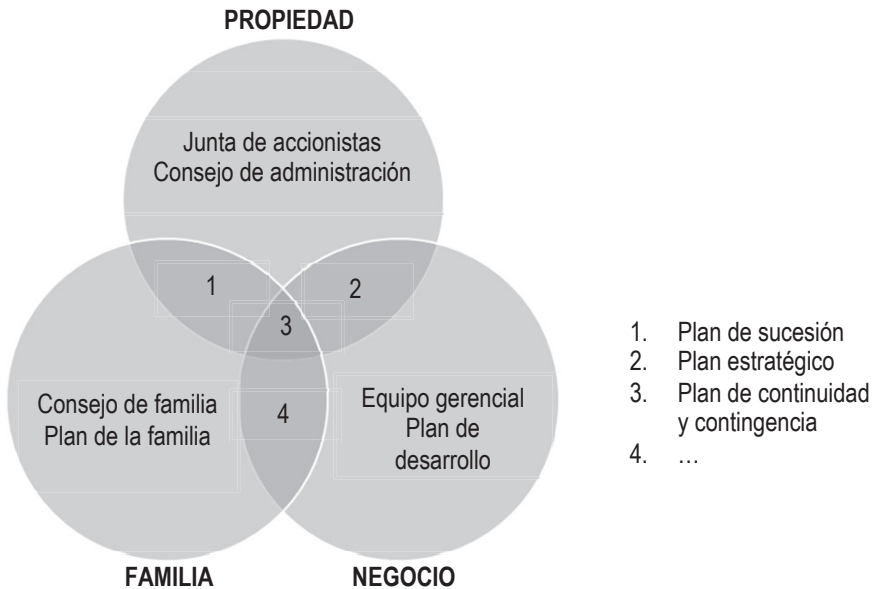 PROPIEDAD
Junta de accionistas
Consejo de administración
1
2
3
4
Consejo de familia
Plan de la familia
Equipo gerencial
Plan de
desarrollo
FAMILIA
NEGOCIO
1. Plan de sucesión
2. Plan estratégico
3. Plan de continuidad
y contingencia
4. …